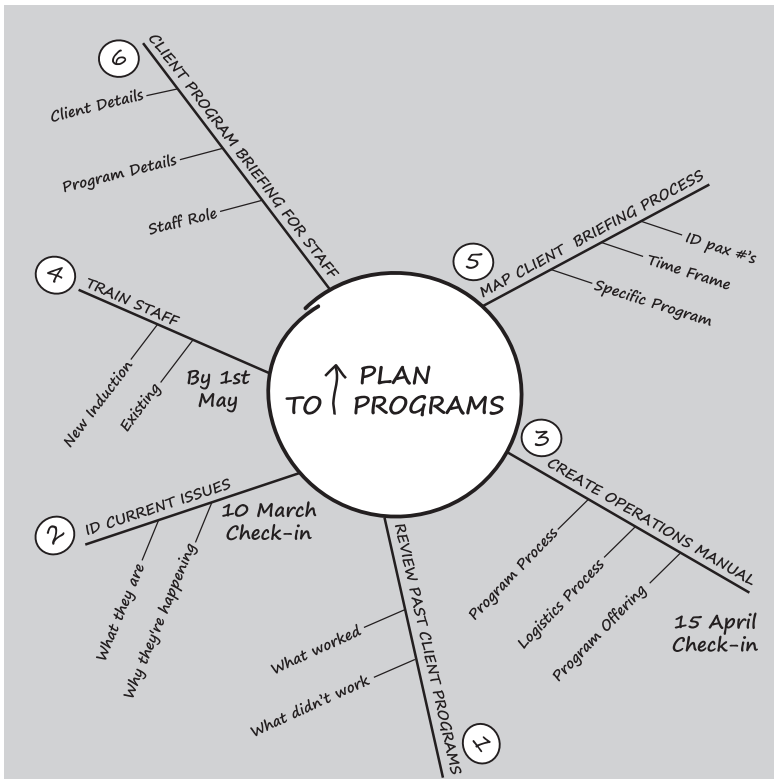 6
CLIENT PROGRAM BRIEFING FOR STAFF
Client Details
Program Details
Staff Role
5
MAP CLIENT BRIEFING PROCESS
ID pax #'s
Time Frame
Specific Program
4
TRAIN STAFF
New Induction
Existing
By 1st
May
↑ PLAN
TO PROGRAMS
3
CREATE OPERATIONS MANUAL
Program Process
Logistics Process
Program Offering
15 April
Check-in
2
ID CURRENT ISSUES
What they are
Why they're happening
10 March
Check-in
1
REVIEW PAST CLIENT PROGRAMS
What worked
What didn't work